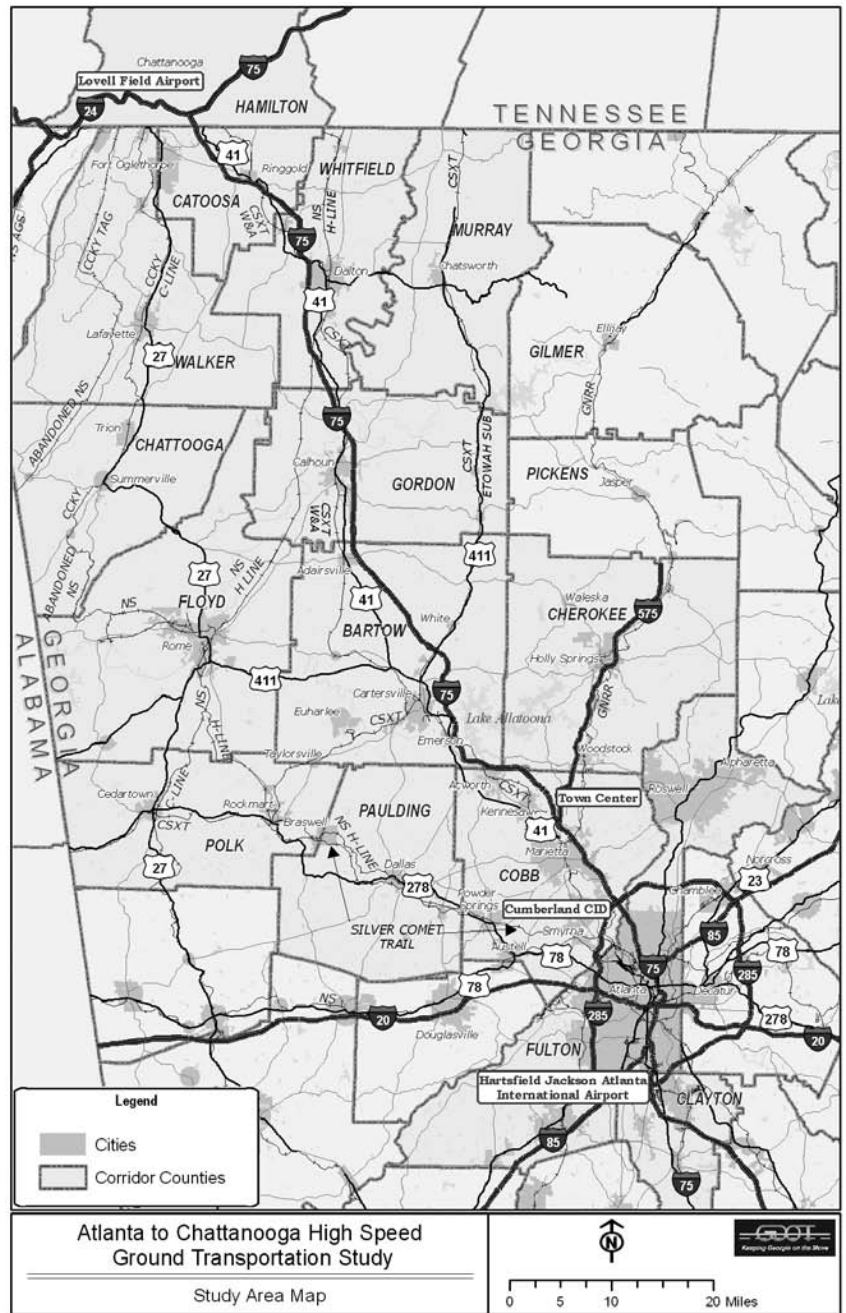 Chattanooga
75
Lovell Field Airport
24
HAMILTON
TENNESSEE
GEORGIA
41
Fort Oglethorpe
Ringgold
WHITFIELD
CSXT
CATOOSA
CSXT
W&A
NS
H-LINE
MURRAY
NS AGS
CCKY TAG
CCKY
C-LINE
75
Dalton
Chatsworth
41
CSXT
Lafayette
Ellijay
GILMER
27
WALKER
GNRR
ABANDONED NS
75
Trion
CHATTOOGA
Calhoun
CSXT
ETOWAH SUB
PICKENS
Summerville
GORDON
Jasper
CSXT
W&A
CCKY
ABANDONED
NS
27
NS
H LINE
Adairsville
411
FLOYD
41
Waleska
CHEROKEE
575
NS
White
BARTOW
Rome
Holly Springs
GEORGIA
ALABAMA
411
75
Cartersville
Euharlee
CSXT
Lake Allatoona
GNRR
Lake
NS
H-LINE
Emerson
Taylorsville
Woodstock
Alpharetta
CSXT
Acworth
Town Center
Roswell
Cedartown
C-LINE
Rockmart
PAULDING
Kennesaw
41
CSXT
Braswell
NS H-LINE
Marietta
POLK
Dallas
COBB
Norcross
27
278
23
Powder
Springs
Chamblee
Cumberland CID
SILVER COMET
TRAIL
Smyrna
85
Austell
78
78
75
285
78
Atlanta
Decatur
NS
20
285
278
Douglasville
20
FULTON
Hartsfield Jackson Atlanta
International Airport
CLAYTON
85
75
Legend
Cities
Corridor Counties
Atlanta to Chattanooga High Speed
Ground Transportation Study
Study Area Map
N
0 5 10 20 Miles
GDOT
Keeping Georgia on the Move